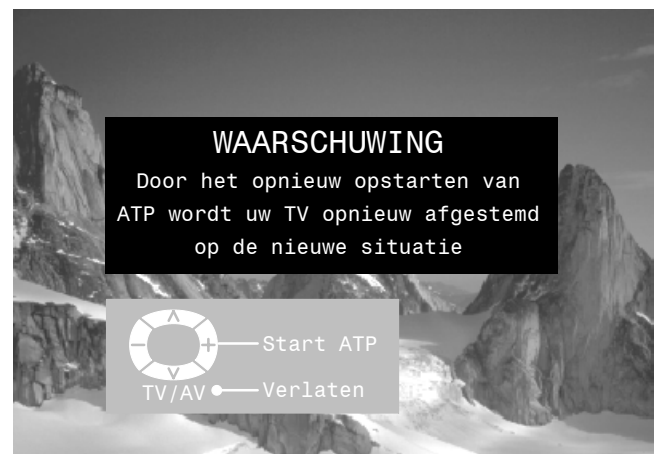 WAARSCHUWING
Door het opnieuw opstarten van
ATP wordt uw TV opnieuw afgestemd
op de nieuwe situatie
Start ATP
TV/AV Verlaten